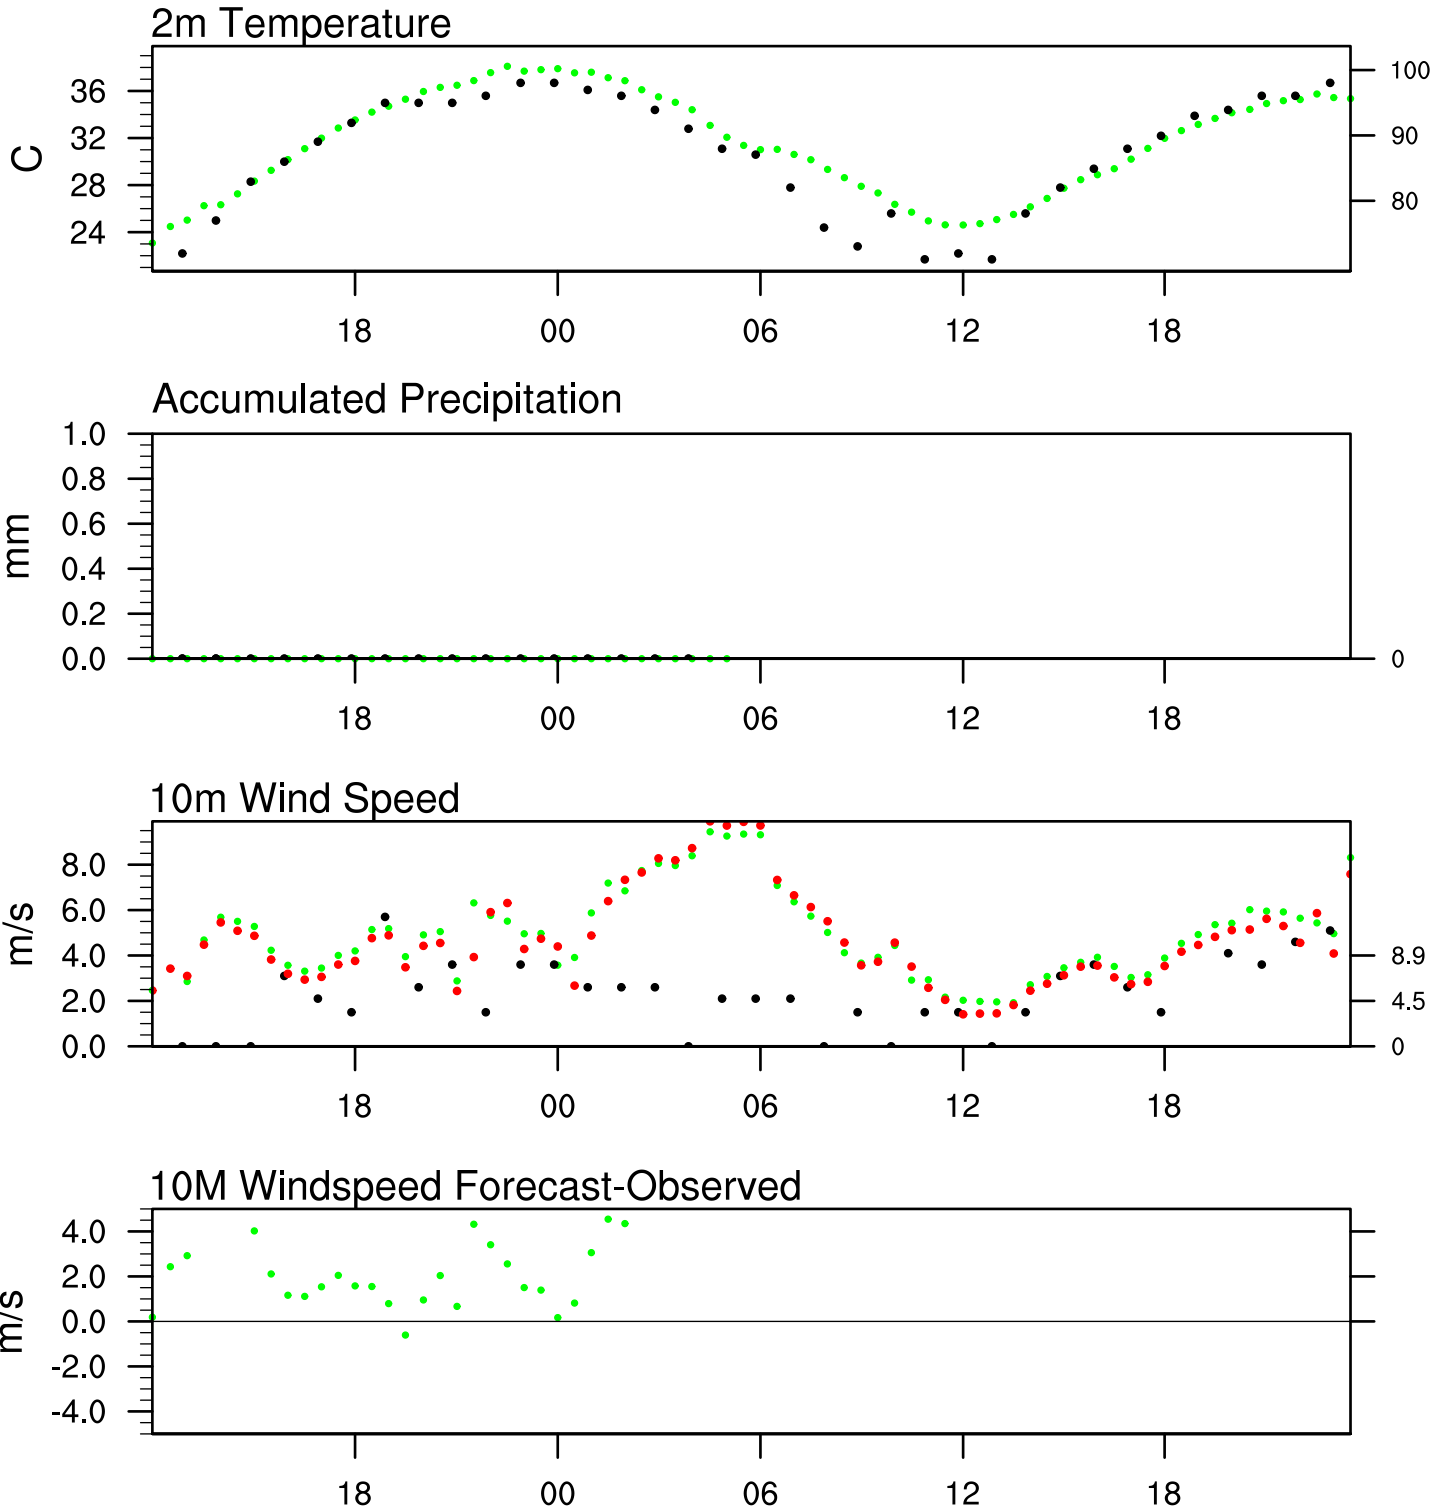 2m Temperature
36
32
28
24
C
100
90
80
18 00 06 12 18
Accumulated Precipitation
1.0
0.8
0.6
0.4
0.2
0.0
mm
0
18 00 06 12 18
10m Wind Speed
8.0
6.0
4.0
2.0
0.0
m/s
8.9
4.5
0
18 00 06 12 18
10M Windspeed Forecast-Observed
4.0
2.0
0.0
-2.0
-4.0
m/s
18 00 06 12 18